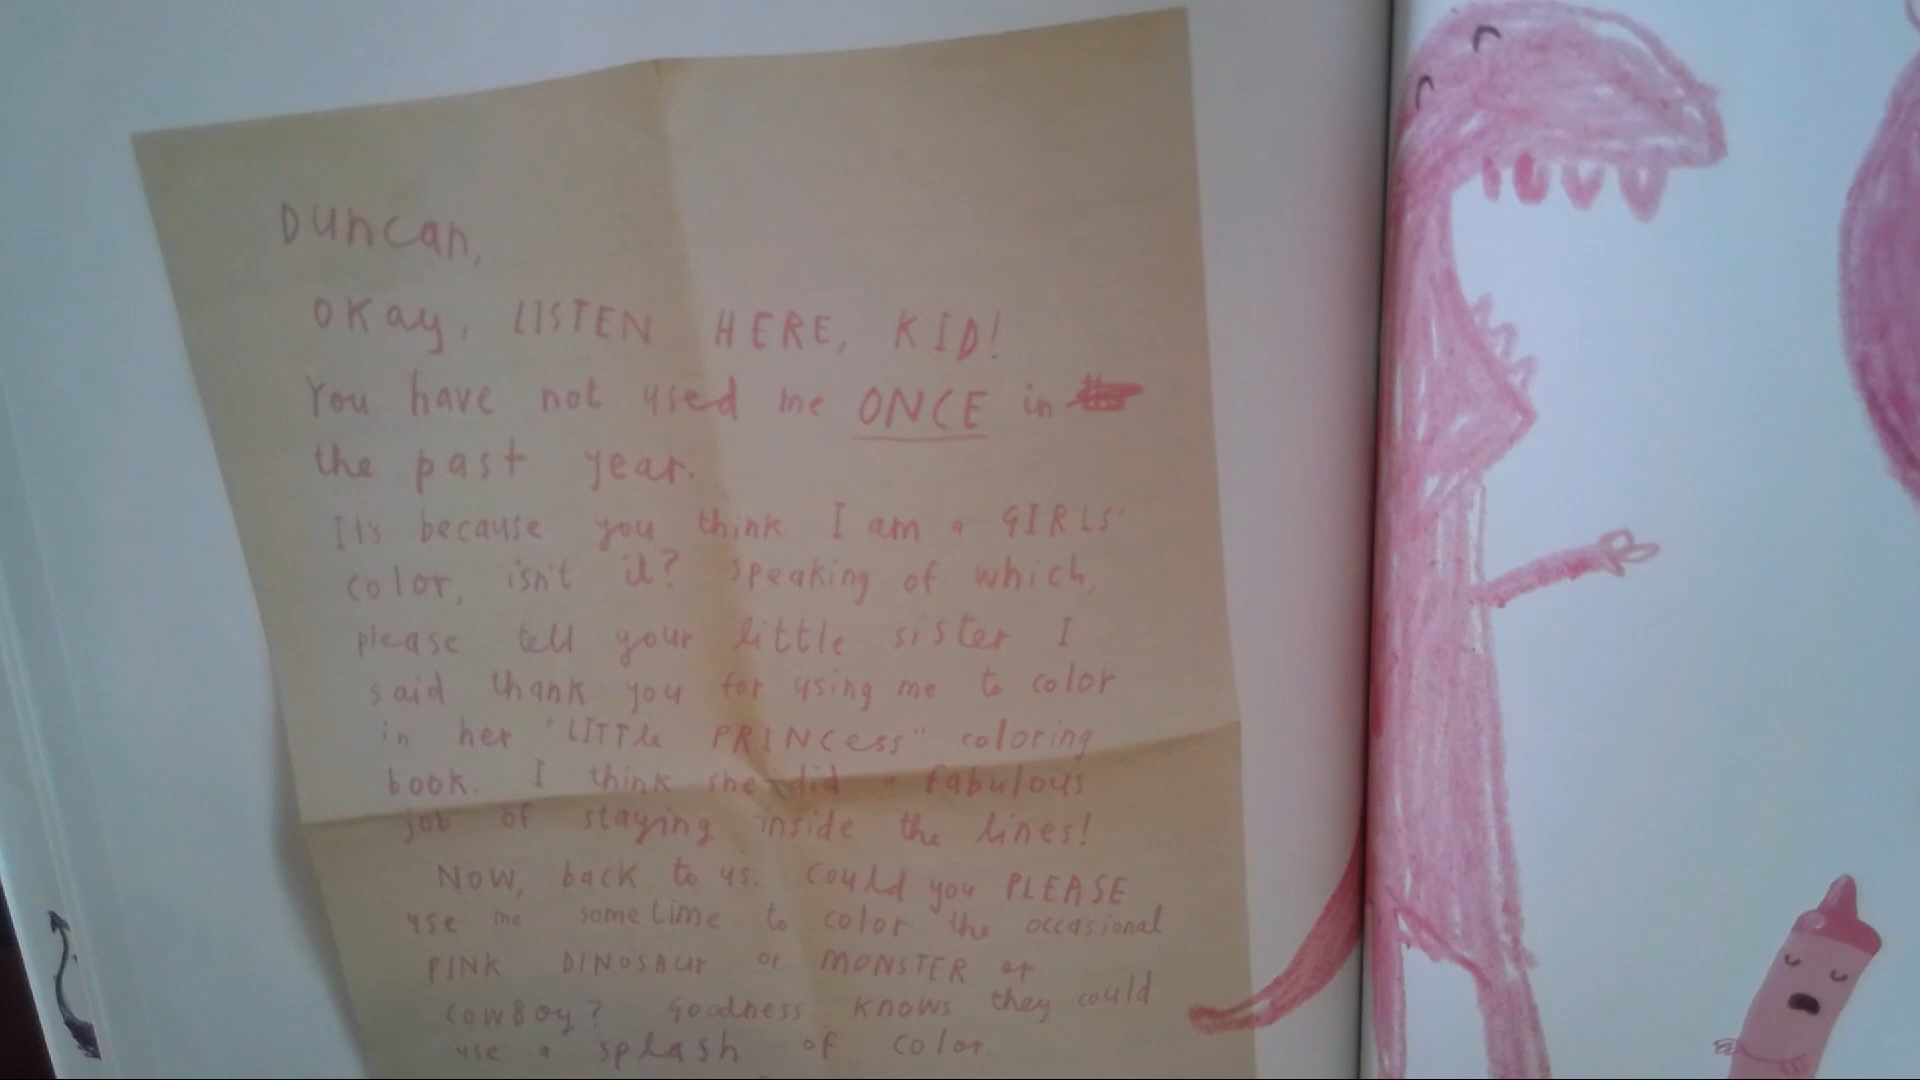 Duncan,
OKay, LISTEN HERE, KID!
You have not used me ONCE in
the past year.
It's because you think I am a GIRLS'
color, isn't it? Speaking of which,
please tell your little sister I
said thank you for using me to color
in her "LITTle PRINCess" coloring
book. I think she did a fabulous
job of staying inside the lines!
NOW, back to us. Could you PLEASE
use me sometime to color the occasional
PINK DINOSAUr or MONSTER or
COWBoy? Goodness KNOWS they could
use a splash of color.